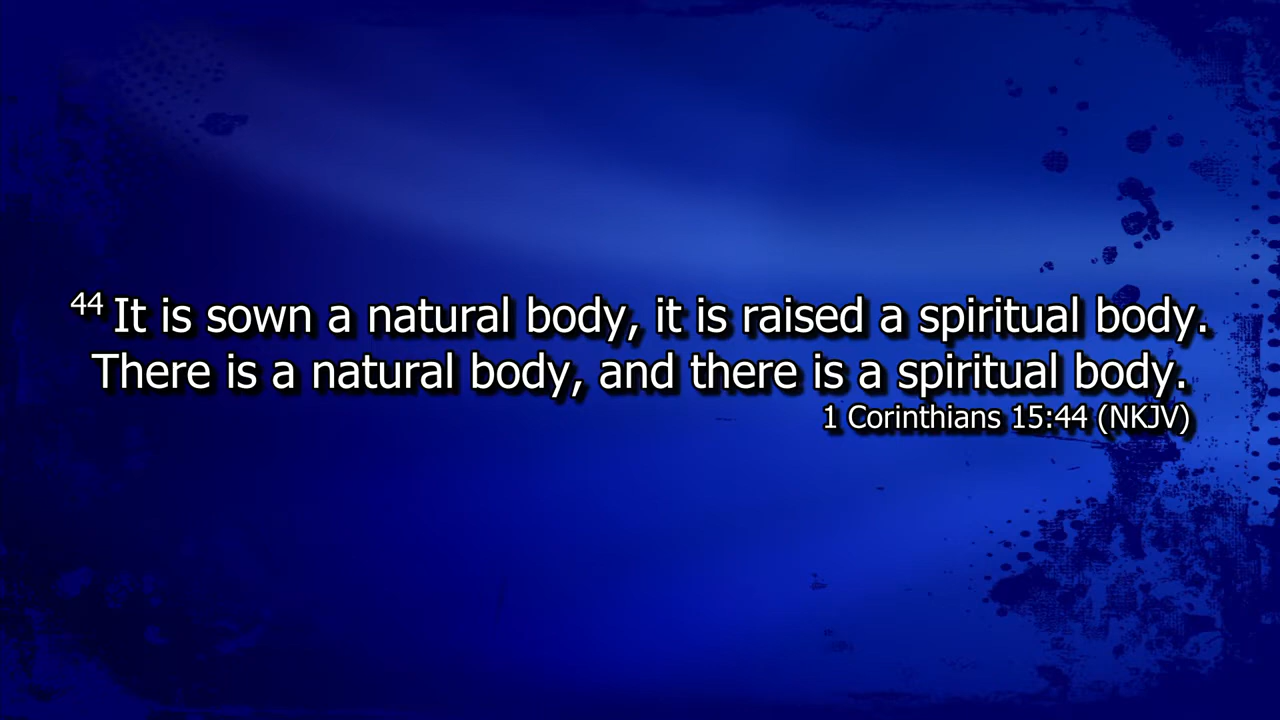 44 It is sown a natural body, it is raised a spiritual body.
There is a natural body, and there is a spiritual body.
1 Corinthians 15:44 (NKJV)